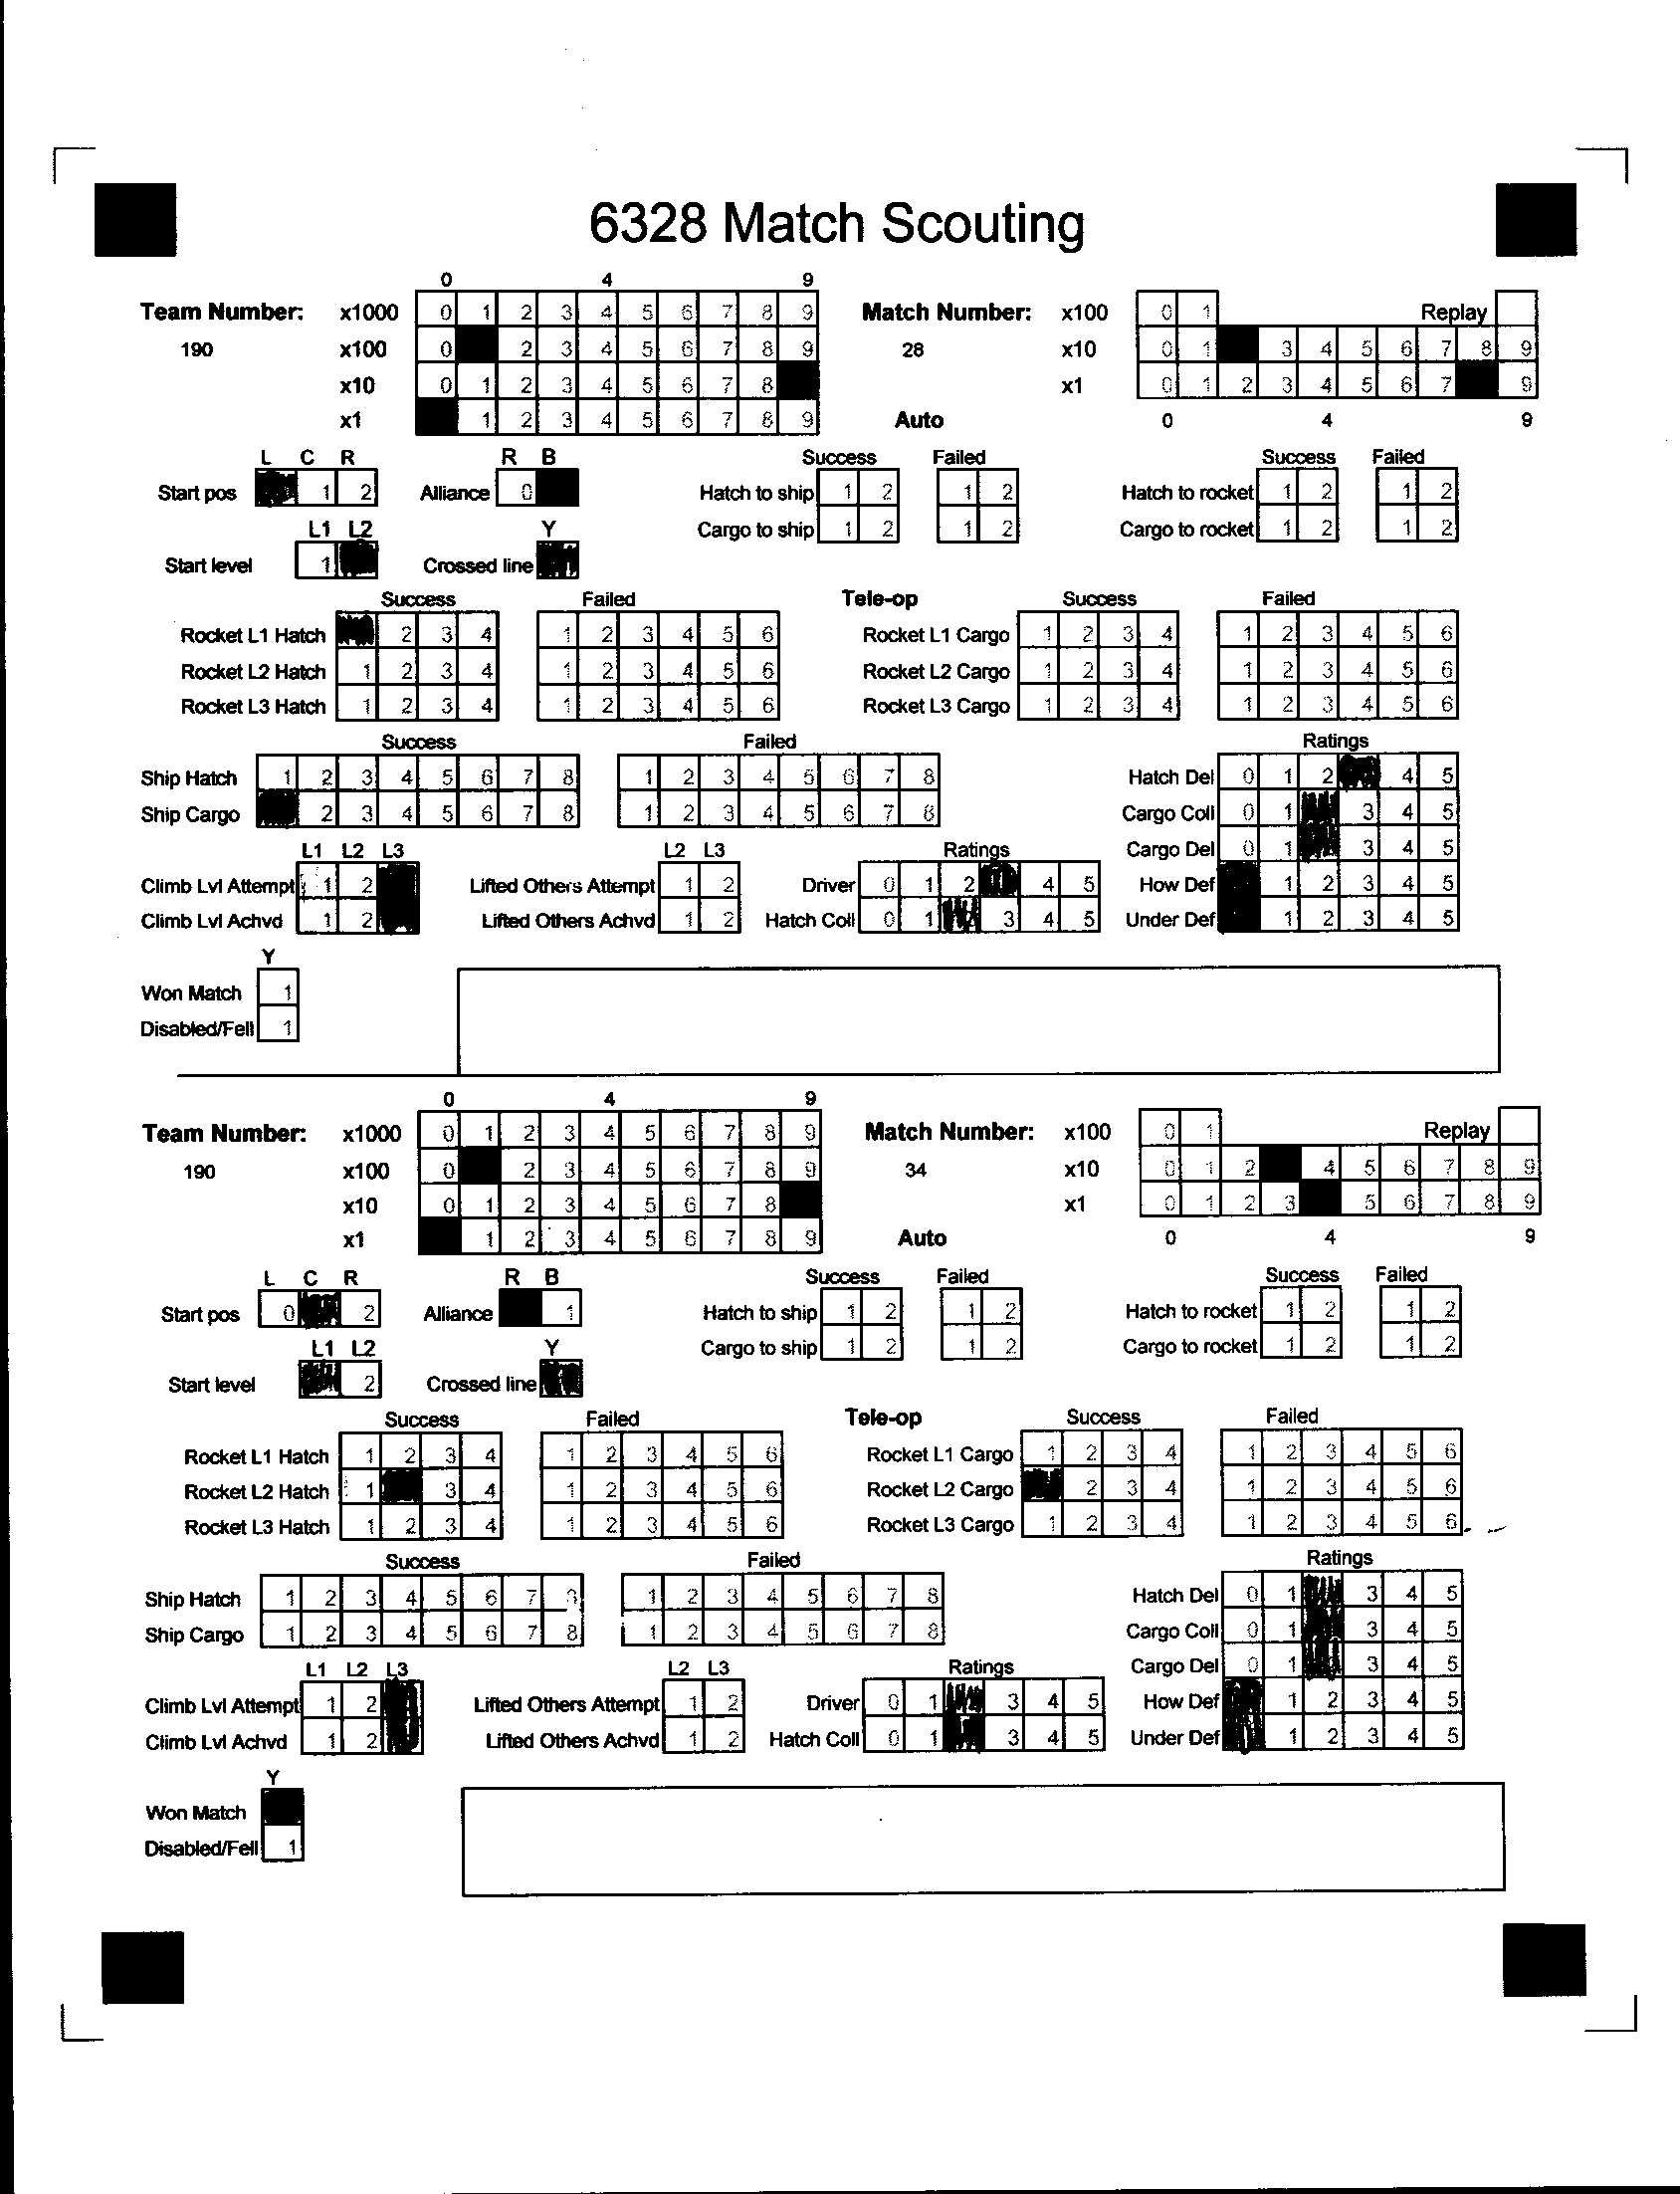 6328 Match Scouting
0 4 9
Team Number: x1000 0 1 2 3 4 5 6 7 8 9 Match Number: x100 0 1 Replay
190 x100 0 2 3 4 5 6 7 8 9 28 x10 0 1 3 4 5 6 7 8 9
x10 0 1 2 3 4 5 6 7 8 x1 0 1 2 3 4 5 6 7 9
x1 1 2 3 4 5 6 7 8 9 Auto 0 4 9
L C R R B Success Failed Success Failed
Start pos 1 2 Alliance 0 Hatch to ship 1 2 1 2 Hatch to rocket 1 2 1 2
L1 L2 Y Cargo to ship 1 2 1 2 Cargo to rocket 1 2 1 2
Start level 1 Crossed line
Success Failed Tele-op Success Failed
Rocket L1 Hatch 2 3 4 1 2 3 4 5 6 Rocket L1 Cargo 1 2 3 4 1 2 3 4 5 6
Rocket L2 Hatch 1 2 3 4 1 2 3 4 5 6 Rocket L2 Cargo 1 2 3 4 1 2 3 4 5 6
Rocket L3 Hatch 1 2 3 4 1 2 3 4 5 6 Rocket L3 Cargo 1 2 3 4 1 2 3 4 5 6
Success Failed Ratings
Ship Hatch 1 2 3 4 5 6 7 8 1 2 3 4 5 6 7 8 Hatch Del 0 1 2 4 5
Ship Cargo 2 3 4 5 6 7 8 1 2 3 4 5 6 7 8 Cargo Coll 0 1 3 4 5
L1 L2 L3 L2 L3 Ratings Cargo Del 0 1 3 4 5
Climb Lvl Attempt 1 2 Lifted Others Attempt 1 2 Driver 0 1 2 4 5 How Def 1 2 3 4 5
Climb Lvl Achvd 1 2 Lifted Others Achvd 1 2 Hatch Coll 0 1 3 4 5 Under Def 1 2 3 4 5
Y
Won Match 1
Disabled/Fell 1
0 4 9
Team Number: x1000 0 1 2 3 4 5 6 7 8 9 Match Number: x100 0 1 Replay
190 x100 0 2 3 4 5 6 7 8 9 34 x10 0 1 2 4 5 6 7 8 9
x10 0 1 2 3 4 5 6 7 8 x1 0 1 2 3 5 6 7 8 9
x1 1 2 3 4 5 6 7 8 9 Auto 0 4 9
L C R R B Success Failed Success Failed
Start pos 0 2 Alliance 1 Hatch to ship 1 2 1 2 Hatch to rocket 1 2 1 2
L1 L2 Y Cargo to ship 1 2 1 2 Cargo to rocket 1 2 1 2
Start level 2 Crossed line
Success Failed Tele-op Success Failed
Rocket L1 Hatch 1 2 3 4 1 2 3 4 5 6 Rocket L1 Cargo 1 2 3 4 1 2 3 4 5 6
Rocket L2 Hatch 1 3 4 1 2 3 4 5 6 Rocket L2 Cargo 2 3 4 1 2 3 4 5 6
Rocket L3 Hatch 1 2 3 4 1 2 3 4 5 6 Rocket L3 Cargo 1 2 3 4 1 2 3 4 5 6
Success Failed Ratings
Ship Hatch 1 2 3 4 5 6 7 8 1 2 3 4 5 6 7 8 Hatch Del 0 1 3 4 5
Ship Cargo 1 2 3 4 5 6 7 8 1 2 3 4 5 6 7 8 Cargo Coll 0 1 3 4 5
L1 L2 L3 L2 L3 Ratings Cargo Del 0 1 3 4 5
Climb Lvl Attempt 1 2 Lifted Others Attempt 1 2 Driver 0 1 3 4 5 How Def 1 2 3 4 5
Climb Lvl Achvd 1 2 Lifted Others Achvd 1 2 Hatch Coll 0 1 3 4 5 Under Def 1 2 3 4 5
Y
Won Match
Disabled/Fell 1